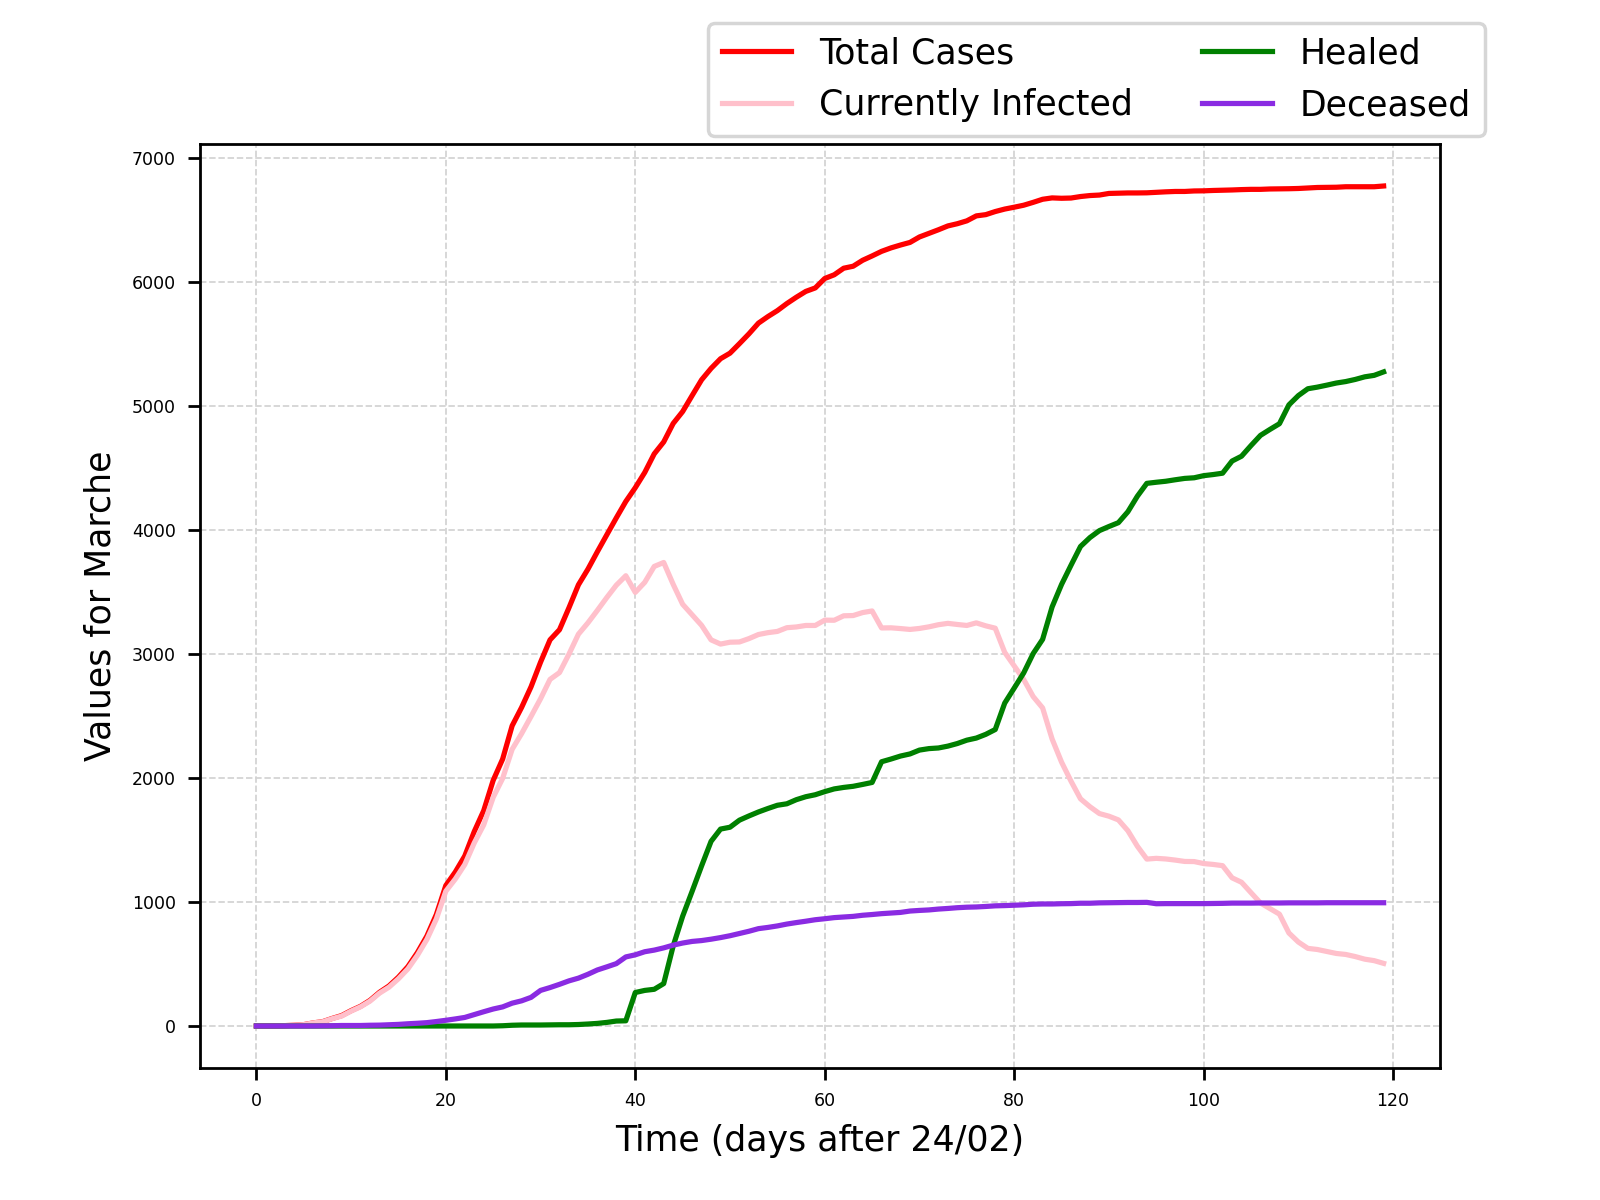 Total Cases
Currently Infected
Healed
Deceased
7000
6000
5000
4000
3000
2000
1000
0
Values for Marche
0 20 40 60 80 100 120
Time (days after 24/02)